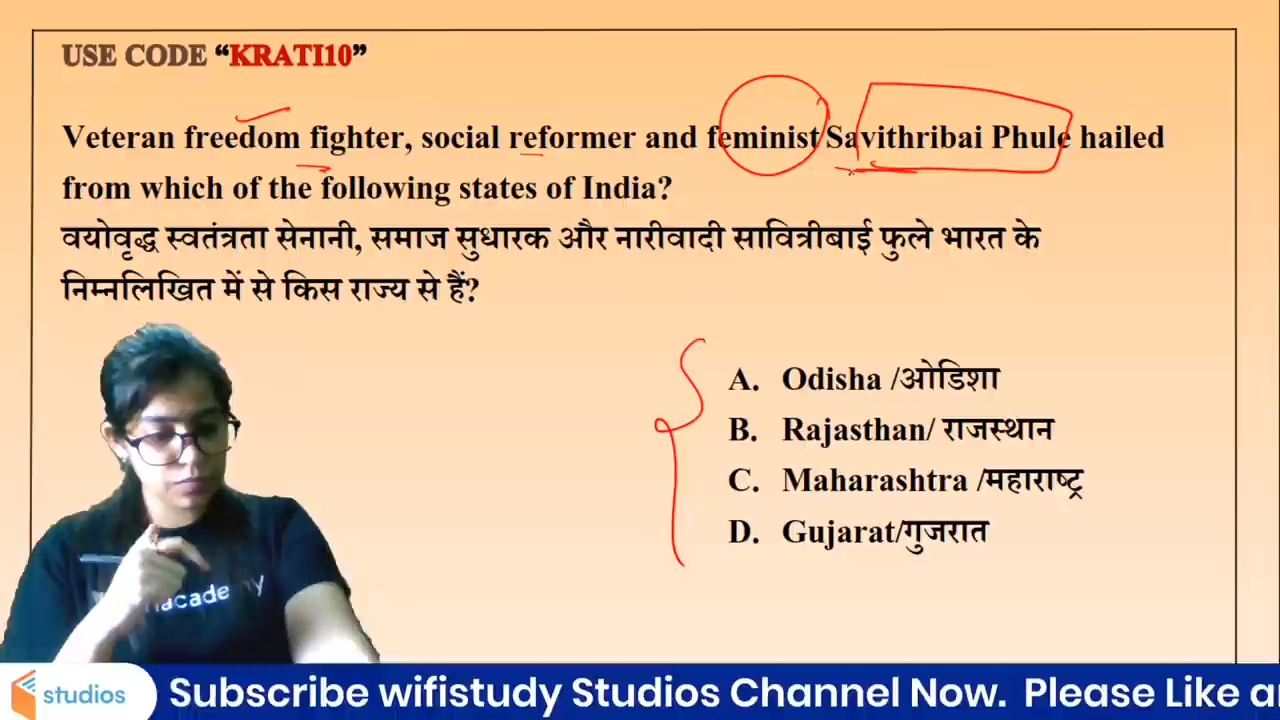 USE CODE “KRATI10”
Veteran freedom fighter, social reformer and feminist Savithribai Phule hailed
from which of the following states of India?
वयोवृद्ध स्वतंत्रता सेनानी, समाज सुधारक और नारीवादी सावित्रीबाई फुले भारत के
निम्नलिखित में से किस राज्य से हैं?
A. Odisha /ओडिशा
B. Rajasthan/ राजस्थान
C. Maharashtra /महाराष्ट्र
D. Gujarat/गुजरात
studios
Subscribe wifistudy Studios Channel Now. Please Like